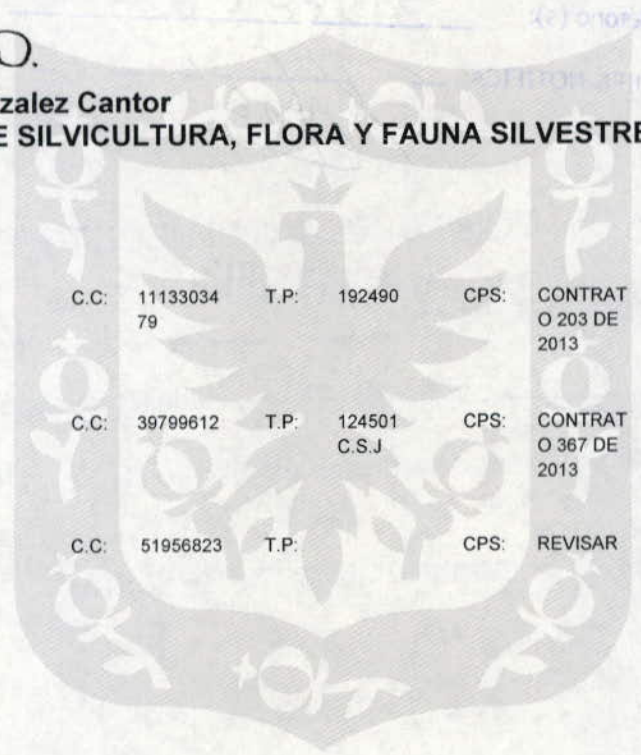 O.
zalez Cantor
E SILVICULTURA, FLORA Y FAUNA SILVESTRE
C.C: 11133034 T.P: 192490 CPS: CONTRAT
79 O 203 DE
2013
C.C: 39799612 T.P: 124501 CPS: CONTRAT
C.S.J O 367 DE
2013
C.C: 51956823 T.P: CPS: REVISAR